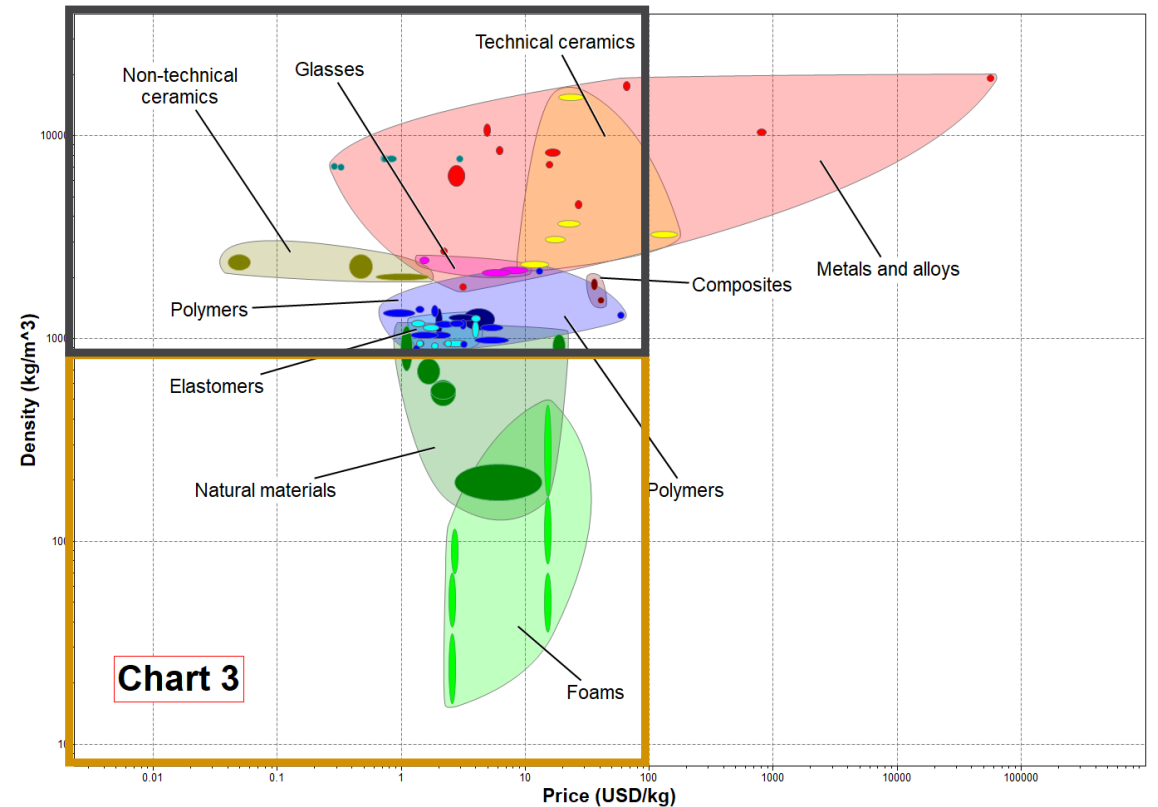 Technical ceramics
Glasses
Non-technical
ceramics
10000
Metals and alloys
Composites
Polymers
1000
Elastomers
Natural materials
Polymers
100
Chart 3
Foams
10
0.01
0.1
1
10
100
1000
10000
100000
Density (kg/m^3)
Price (USD/kg)